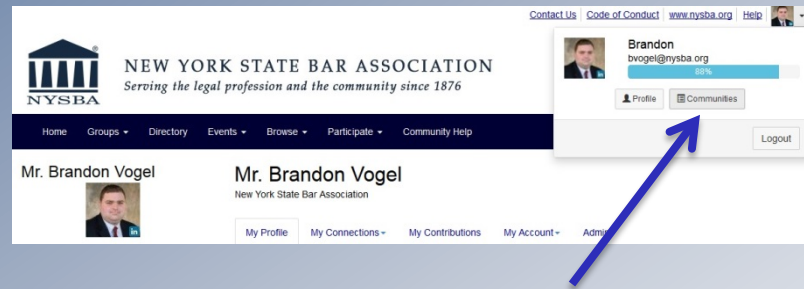 Contact Us Code of Conduct www.nysba.org Help
NYSBA
NEW YORK STATE BAR ASSOCIATION
Serving the legal profession and the community since 1876
Brandon
bvogel@nysba.org
88%
Profile Communities
Logout
Home Groups Directory Events Browse Participate Community Help
Mr. Brandon Vogel
in
Mr. Brandon Vogel
New York State Bar Association
My Profile My Connections My Contributions My Account